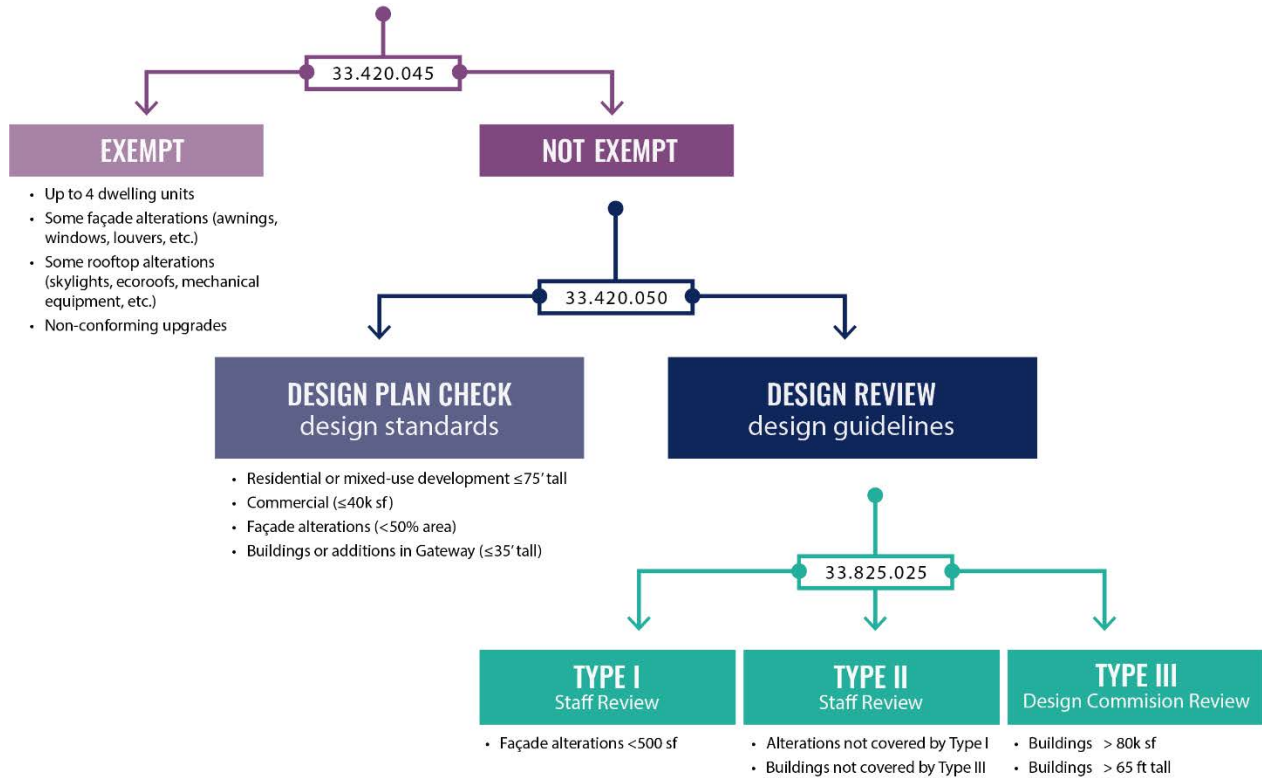 33.420.045
EXEMPT
• Up to 4 dwelling units
• Some façade alterations (awnings,
windows, louvers, etc.)
• Some rooftop alterations
(skylights, ecoroofs, mechanical
equipment, etc.)
• Non-conforming upgrades
NOT EXEMPT
33.420.050
DESIGN PLAN CHECK
design standards
• Residential or mixed-use development ≤75’ tall
• Commercial (≤40k sf)
• Façade alterations (<50% area)
• Buildings or additions in Gateway (≤35’ tall)
DESIGN REVIEW
design guidelines
33.825.025
TYPE I
Staff Review
• Façade alterations <500 sf
TYPE II
Staff Review
• Alterations not covered by Type I
• Buildings not covered by Type III
TYPE III
Design Commision Review
• Buildings > 80k sf
• Buildings > 65 ft tall